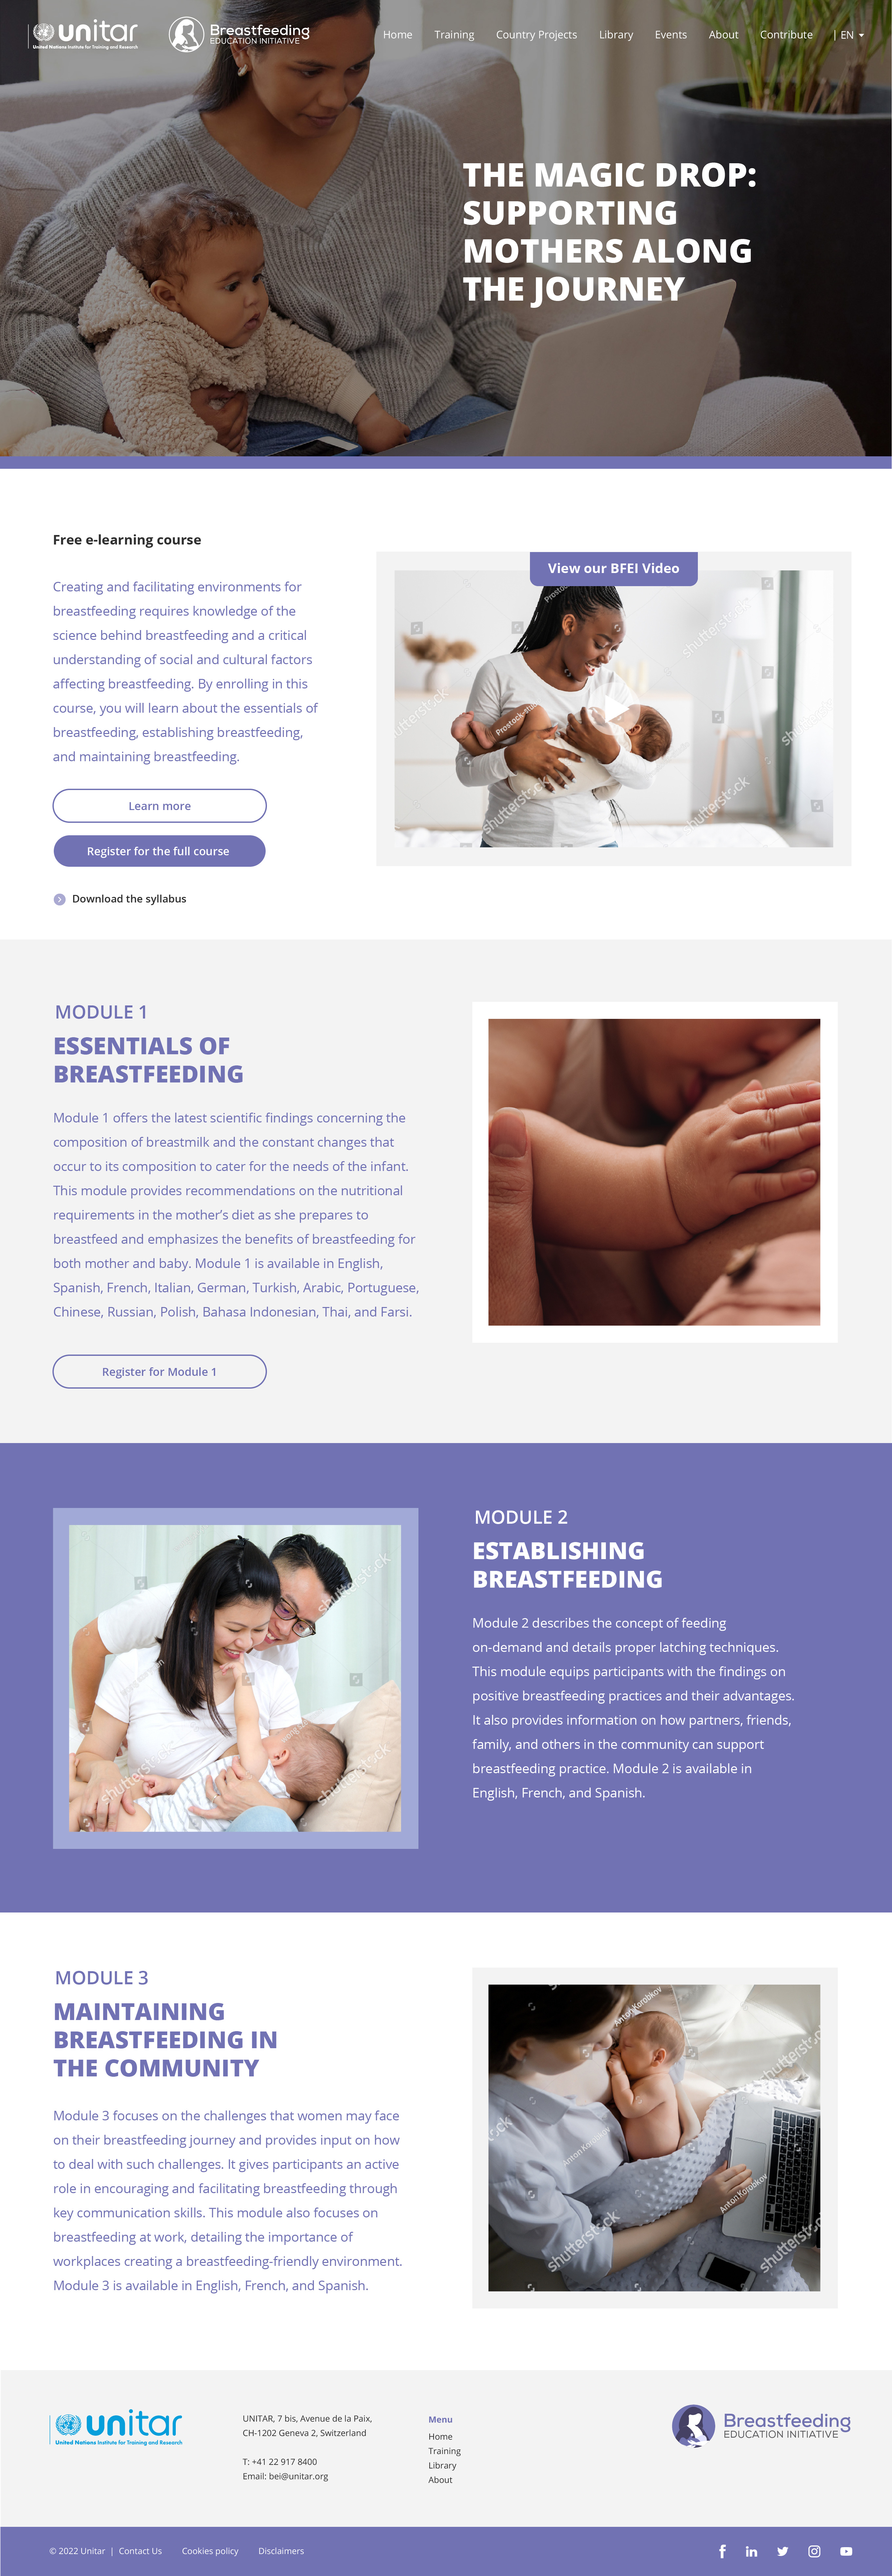 unitar
United Nations Institute for Training and Research
Breastfeeding
EDUCATION INITIATIVE
Home Training Country Projects Library Events About Contribute | EN
THE MAGIC DROP:
SUPPORTING
MOTHERS ALONG
THE JOURNEY
Free e-learning course
Creating and facilitating environments for
breastfeeding requires knowledge of the
science behind breastfeeding and a critical
understanding of social and cultural factors
affecting breastfeeding. By enrolling in this
course, you will learn about the essentials of
breastfeeding, establishing breastfeeding,
and maintaining breastfeeding.
Learn more
Register for the full course
Download the syllabus
View our BFEI Video
shutterstock
Prostock-studio
shutterstock
shutterstock
MODULE 1
ESSENTIALS OF
BREASTFEEDING
Module 1 offers the latest scientific findings concerning the
composition of breastmilk and the constant changes that
occur to its composition to cater for the needs of the infant.
This module provides recommendations on the nutritional
requirements in the mother’s diet as she prepares to
breastfeed and emphasizes the benefits of breastfeeding for
both mother and baby. Module 1 is available in English,
Spanish, French, Italian, German, Turkish, Arabic, Portuguese,
Chinese, Russian, Polish, Bahasa Indonesian, Thai, and Farsi.
Register for Module 1
shutterstock
shutterstock
shutterstock
MODULE 2
ESTABLISHING
BREASTFEEDING
Module 2 describes the concept of feeding
on-demand and details proper latching techniques.
This module equips participants with the findings on
positive breastfeeding practices and their advantages.
It also provides information on how partners, friends,
family, and others in the community can support
breastfeeding practice. Module 2 is available in
English, French, and Spanish.
MODULE 3
MAINTAINING
BREASTFEEDING IN
THE COMMUNITY
Module 3 focuses on the challenges that women may face
on their breastfeeding journey and provides input on how
to deal with such challenges. It gives participants an active
role in encouraging and facilitating breastfeeding through
key communication skills. This module also focuses on
breastfeeding at work, detailing the importance of
workplaces creating a breastfeeding-friendly environment.
Module 3 is available in English, French, and Spanish.
Anton Korobkov
Anton Korobkov
Anton Korobkov
shutterstock
unitar
United Nations Institute for Training and Research
UNITAR, 7 bis, Avenue de la Paix,
CH-1202 Geneva 2, Switzerland
T: +41 22 917 8400
Email: bei@unitar.org
Menu
Home
Training
Library
About
Breastfeeding
EDUCATION INITIATIVE
© 2022 Unitar | Contact Us Cookies policy Disclaimers